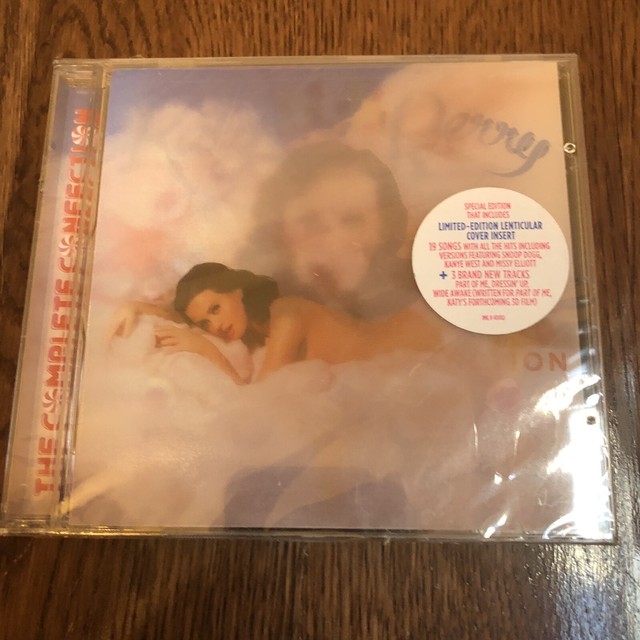 THE COMPLETE CONFECTION
Perry
SPECIAL EDITION
THAT INCLUDES
LIMITED-EDITION LENTICULAR
COVER INSERT
19 SONGS WITH ALL THE HITS INCLUDING
VERSIONS FEATURING SNOOP DOGG,
KANYE WEST AND MISSY ELLIOTT
+ 3 BRAND NEW TRACKS
PART OF ME, DRESSIN' UP,
WIDE AWAKE (WRITTEN FOR PART OF ME,
KATY'S FORTHCOMING 3D FILM)
ION